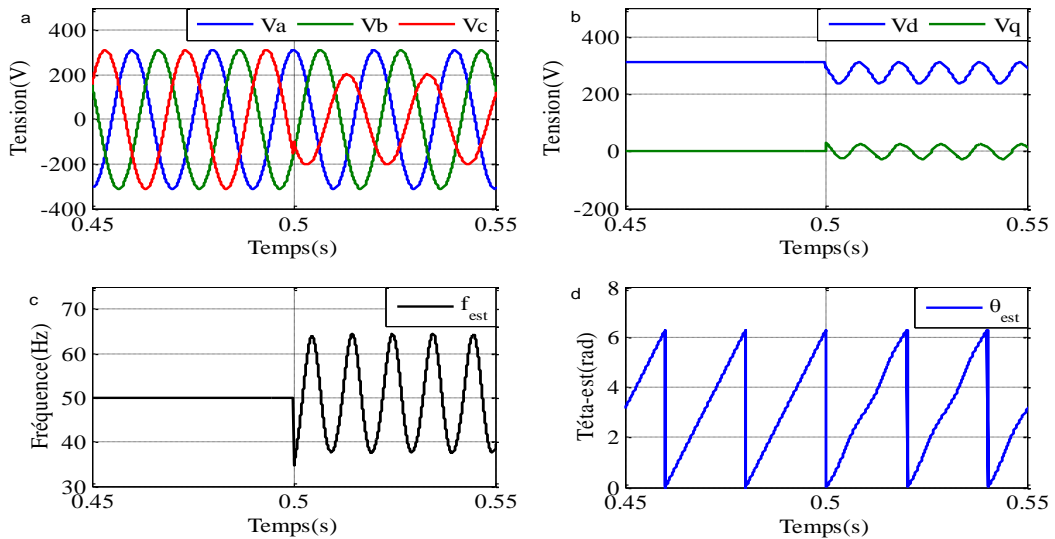 a
Va Vb Vc
400
200
0
-200
-400
0.45 0.5 0.55
Tension(V)
Temps(s)
b
Vd Vq
400
200
0
-200
0.45 0.5 0.55
Tension(V)
Temps(s)
c
f_est
70
60
50
40
30
0.45 0.5 0.55
Fréquence(Hz)
Temps(s)
d
θ_est
8
6
4
2
0
0.45 0.5 0.55
Téta-est(rad)
Temps(s)